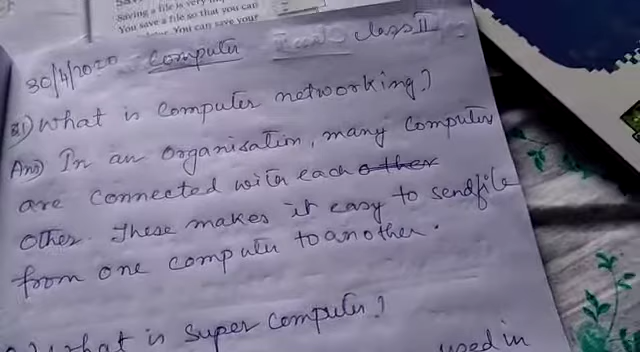 Saving a file is very
You save a file so that you can
You can save your
30/4/2020 Computer Class II
Q1) What is Computer networking?
Ans) In an organisation, many Computer
are connected with each other
other. These makes it easy to send file
from one computer to another.
What is Super Computer?
used in